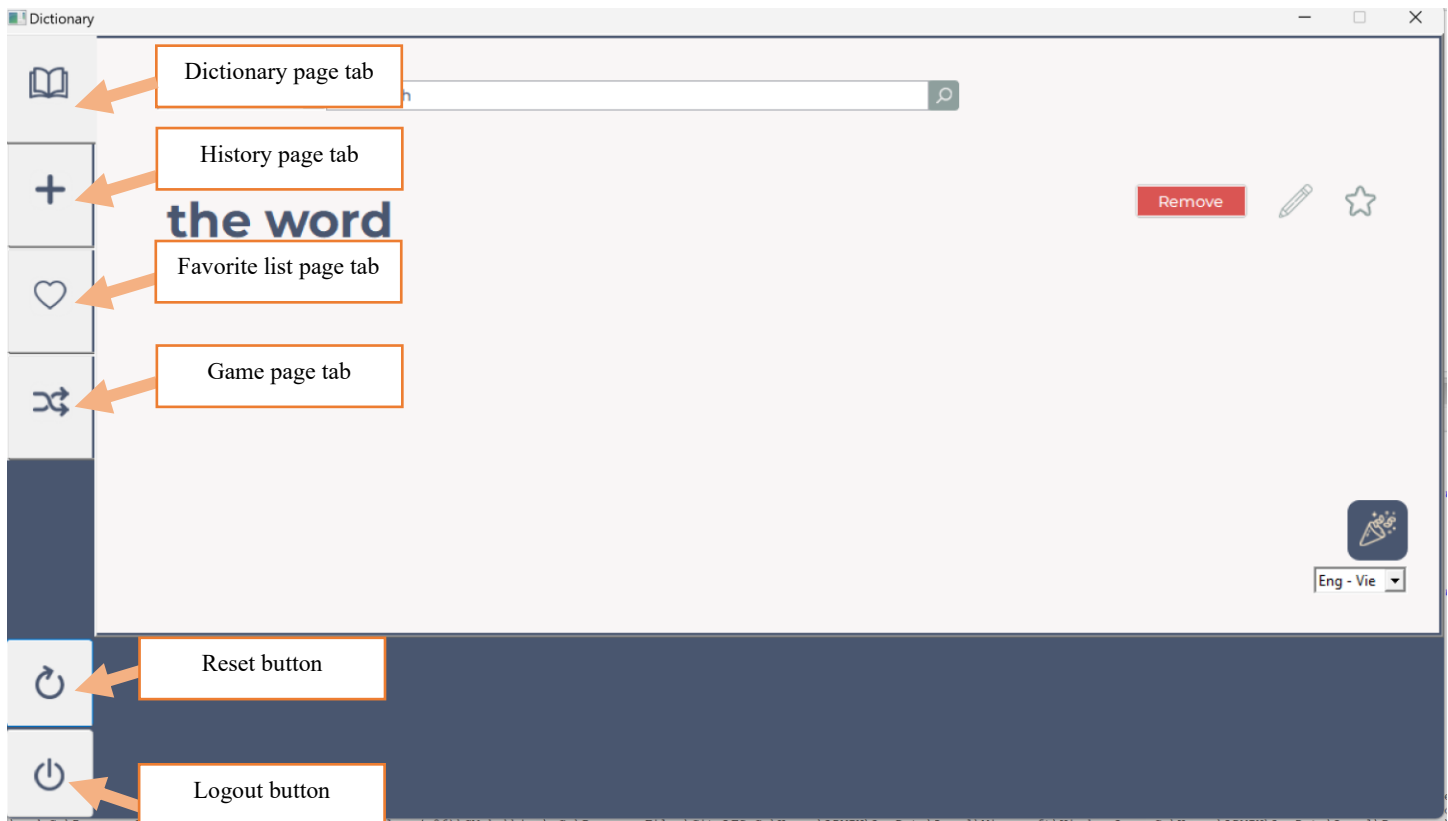 Dictionary
Dictionary page tab
h
History page tab
Remove
the word
Favorite list page tab
Game page tab
Eng - Vie
Reset button
Logout button